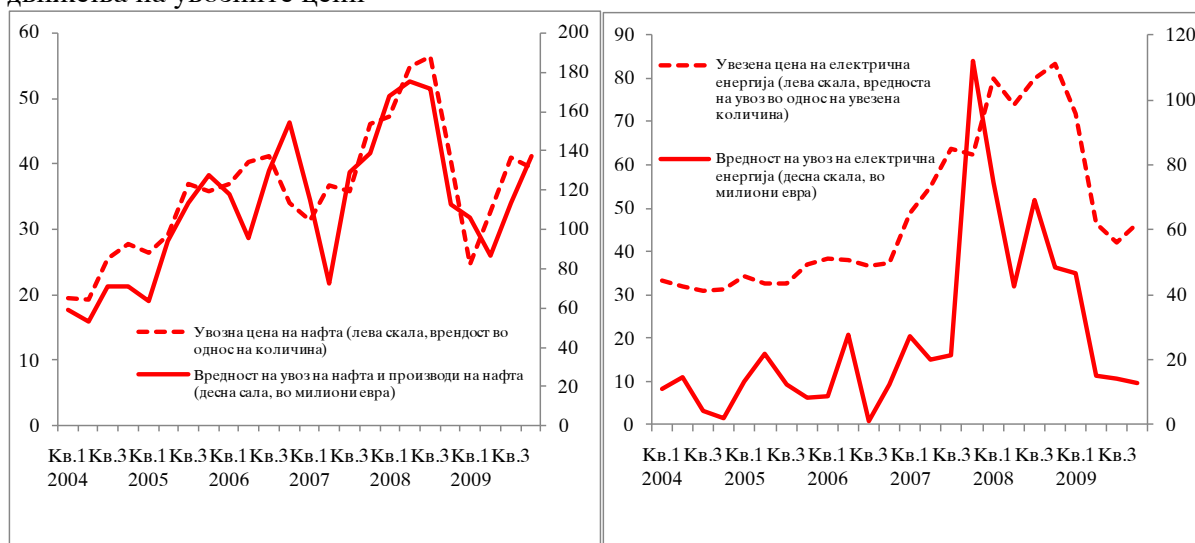 движења на увозните цени
60
50
40
30
20
10
0
200
180
160
140
120
100
80
60
40
20
0
Увозна цена на нафта (лева скала, врендост во
однос на количина)
Вредност на увоз на нафта и производи на нафта
(десна сала, во милиони евра)
Кв.1 Кв.3 Кв.1 Кв.3 Кв.1 Кв.3 Кв.1 Кв.3 Кв.1 Кв.3 Кв.1 Кв.3
2004 2005 2006 2007 2008 2009
90
80
70
60
50
40
30
20
10
0
120
100
80
60
40
20
0
Увезена цена на електрична
енергија (лева скала, вредноста
на увоз во однос на увезена
количина)
Вредност на увоз на електрична
енергија (десна скала, во
милиони евра)
Кв.1 Кв.3 Кв.1 Кв.3 Кв.1 Кв.3 Кв.1 Кв.3 Кв.1 Кв.3 Кв.1 Кв.3
2004 2005 2006 2007 2008 2009